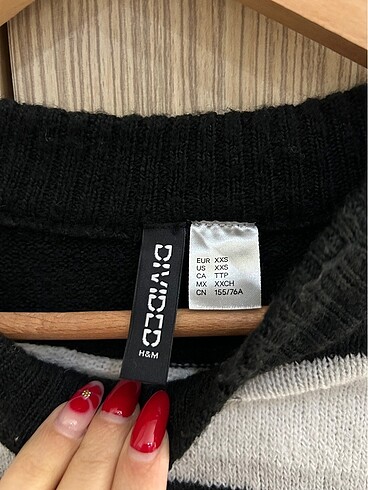 DIVIDED
H&M
EUR XXS
US XXS
CA TTP
MX XXCH
CN 155/76A